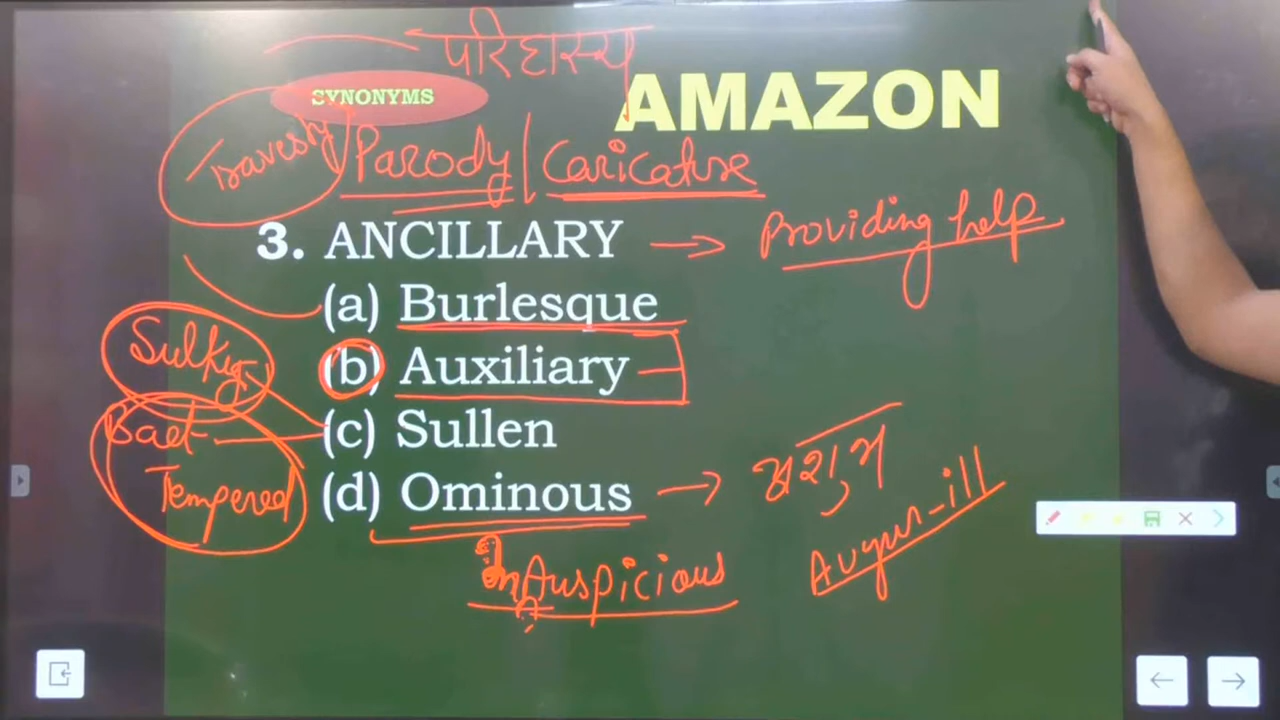 परिहास्य
SYNONYMS
AMAZON
Travesty / Parody / Caricature
3. ANCILLARY → Providing help
(a) Burlesque
(b) Auxiliary
Sulky
(c) Sullen
Bad Tempered
(d) Ominous → अशुभ
Augur-ill
InAuspicious